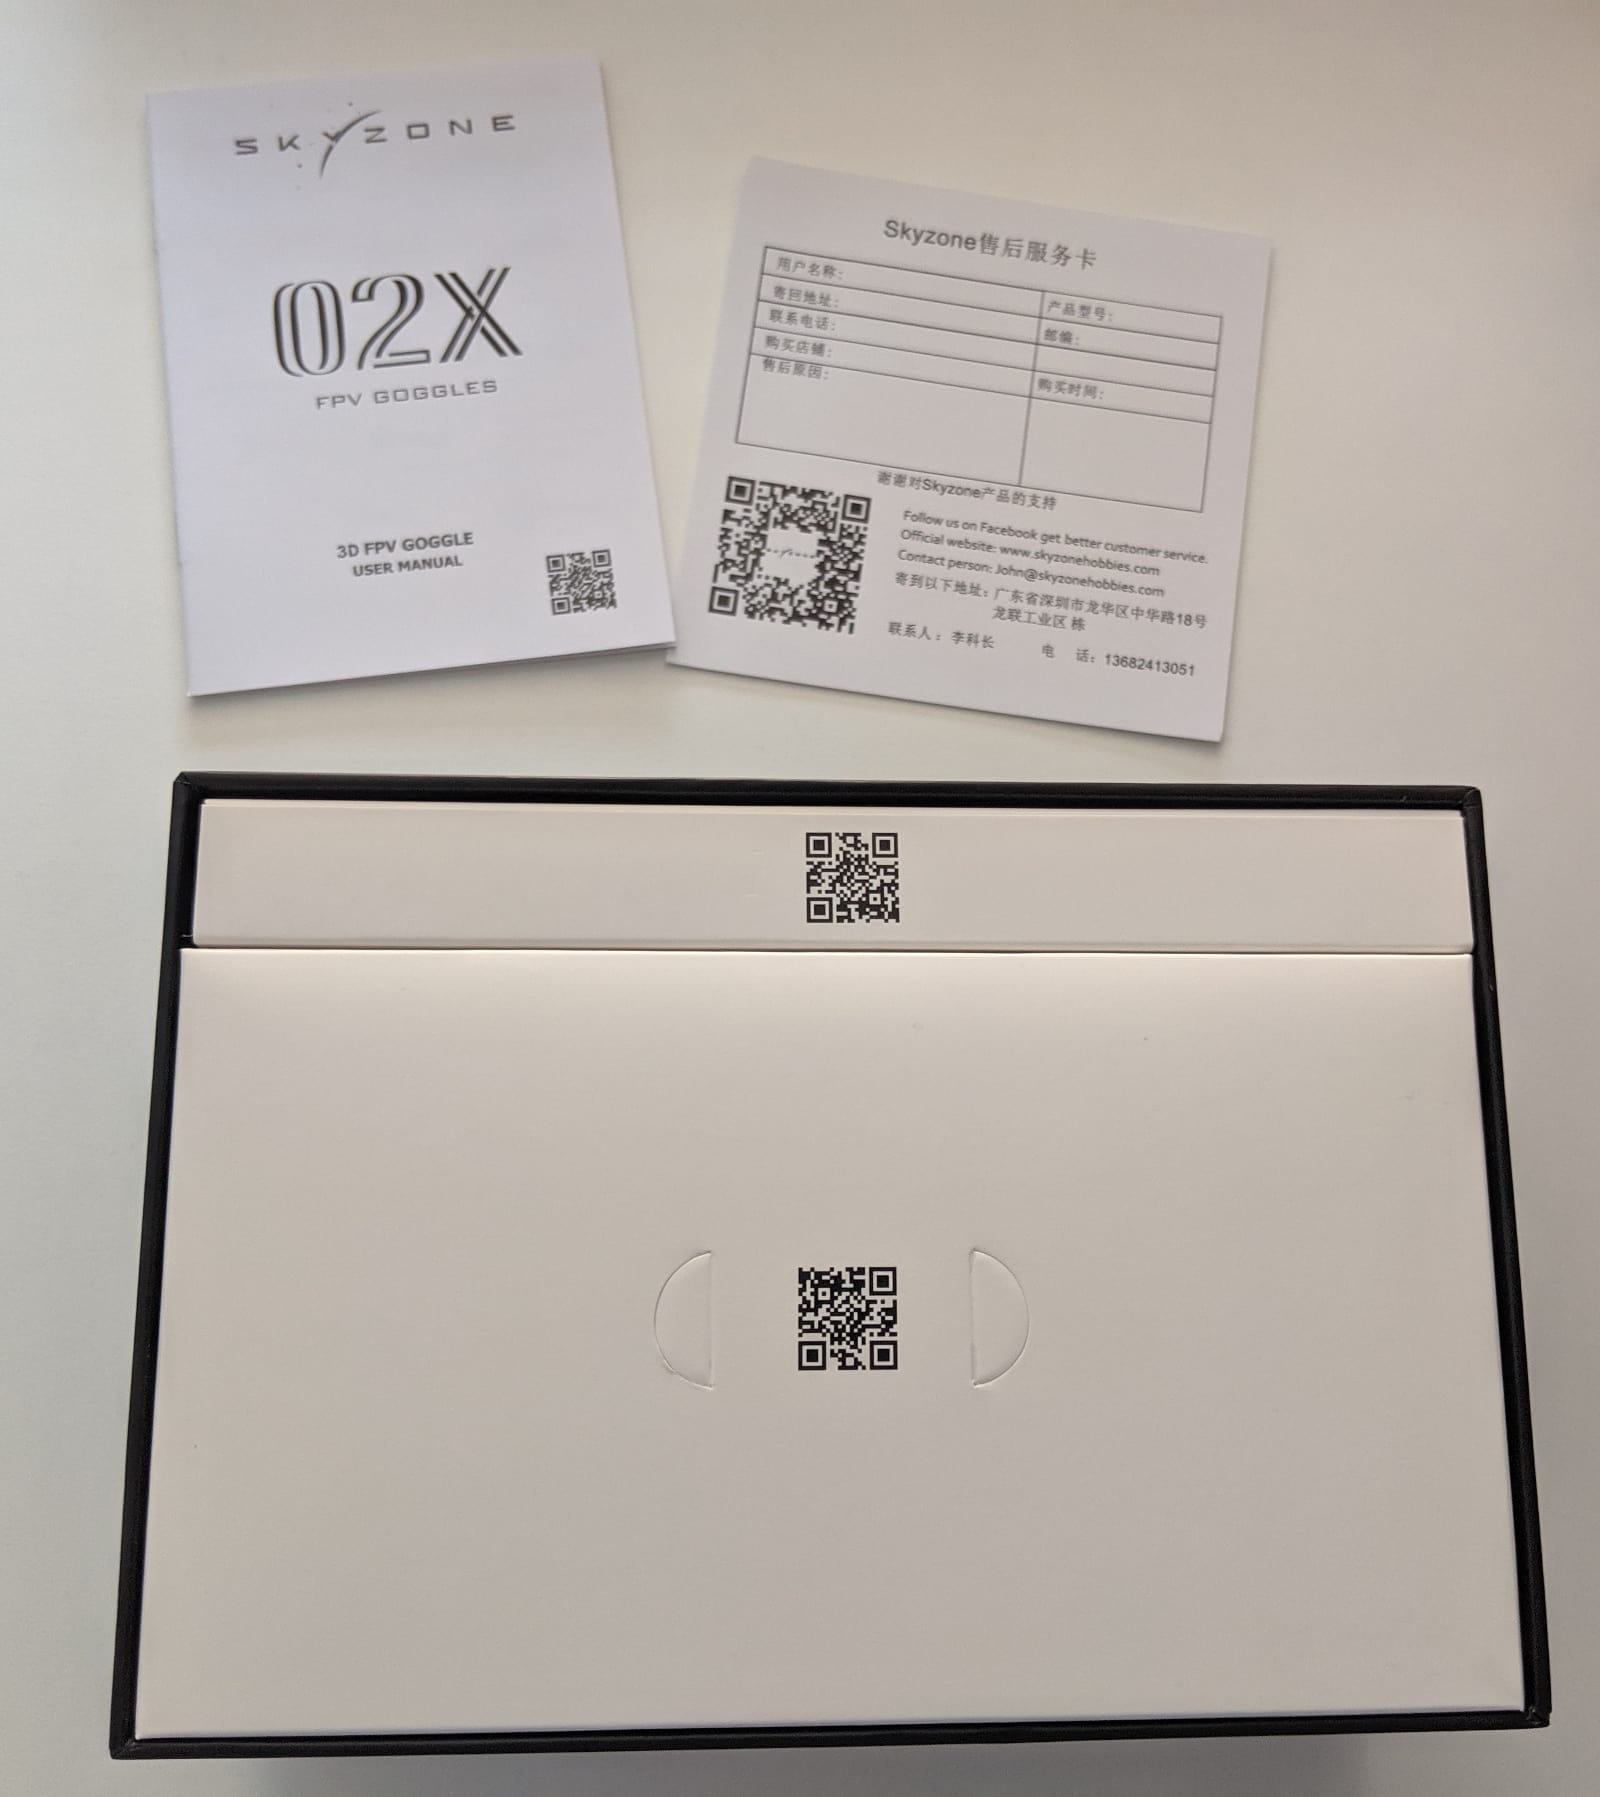 SKYZONE
02X
FPV GOGGLES
3D FPV GOGGLE
USER MANUAL
Skyzone售后服务卡
用户名称：
产品型号：
寄回地址：
邮编：
联系电话：
购买店铺：
购买时间：
售后原因：
谢谢对Skyzone产品的支持
Follow us on Facebook get better customer service.
Official website: www.skyzonehobbies.com
Contact person: John@skyzonehobbies.com
寄到以下地址：广东省深圳市龙华区中华路18号
龙联工业区 栋
联系人：李科长 电 话：13682413051